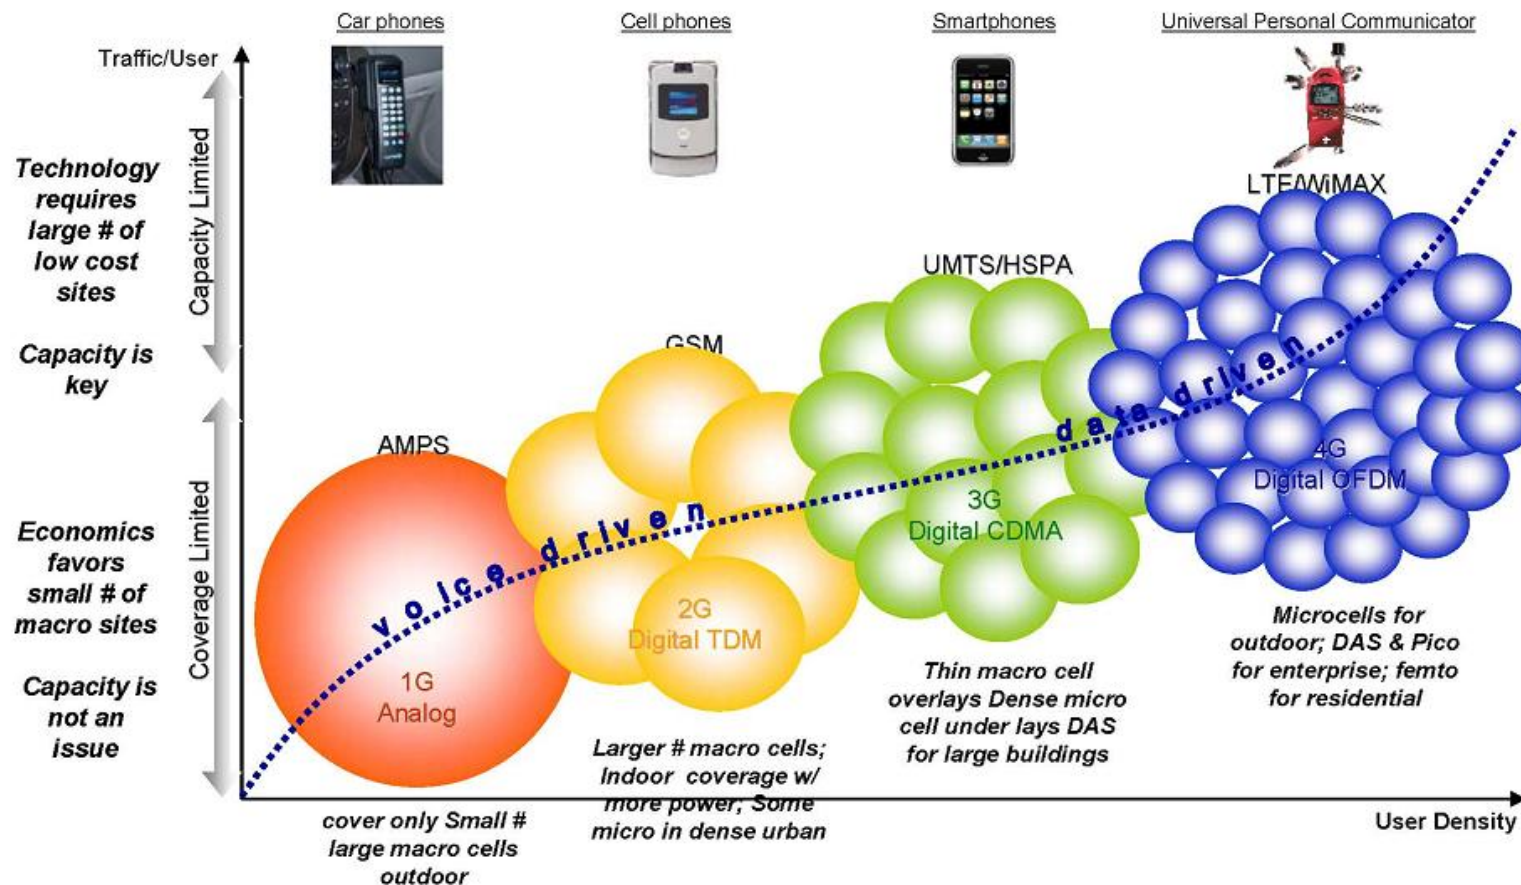 Car phones
Cell phones
Smartphones
Universal Personal Communicator
Traffic/User
Capacity Limited
Technology
requires
large # of
low cost
sites
Capacity is
key
Coverage Limited
Economics
favors
small # of
macro sites
Capacity is
not an
issue
AMPS
GSM
UMTS/HSPA
LTE/WiMAX
voice driven
data driven
1G
Analog
2G
Digital TDM
3G
Digital CDMA
4G
Digital OFDM
cover only Small #
large macro cells
outdoor
Larger # macro cells;
Indoor coverage w/
more power; Some
micro in dense urban
Thin macro cell
overlays Dense micro
cell under lays DAS
for large buildings
Microcells for
outdoor; DAS & Pico
for enterprise; femto
for residential
User Density